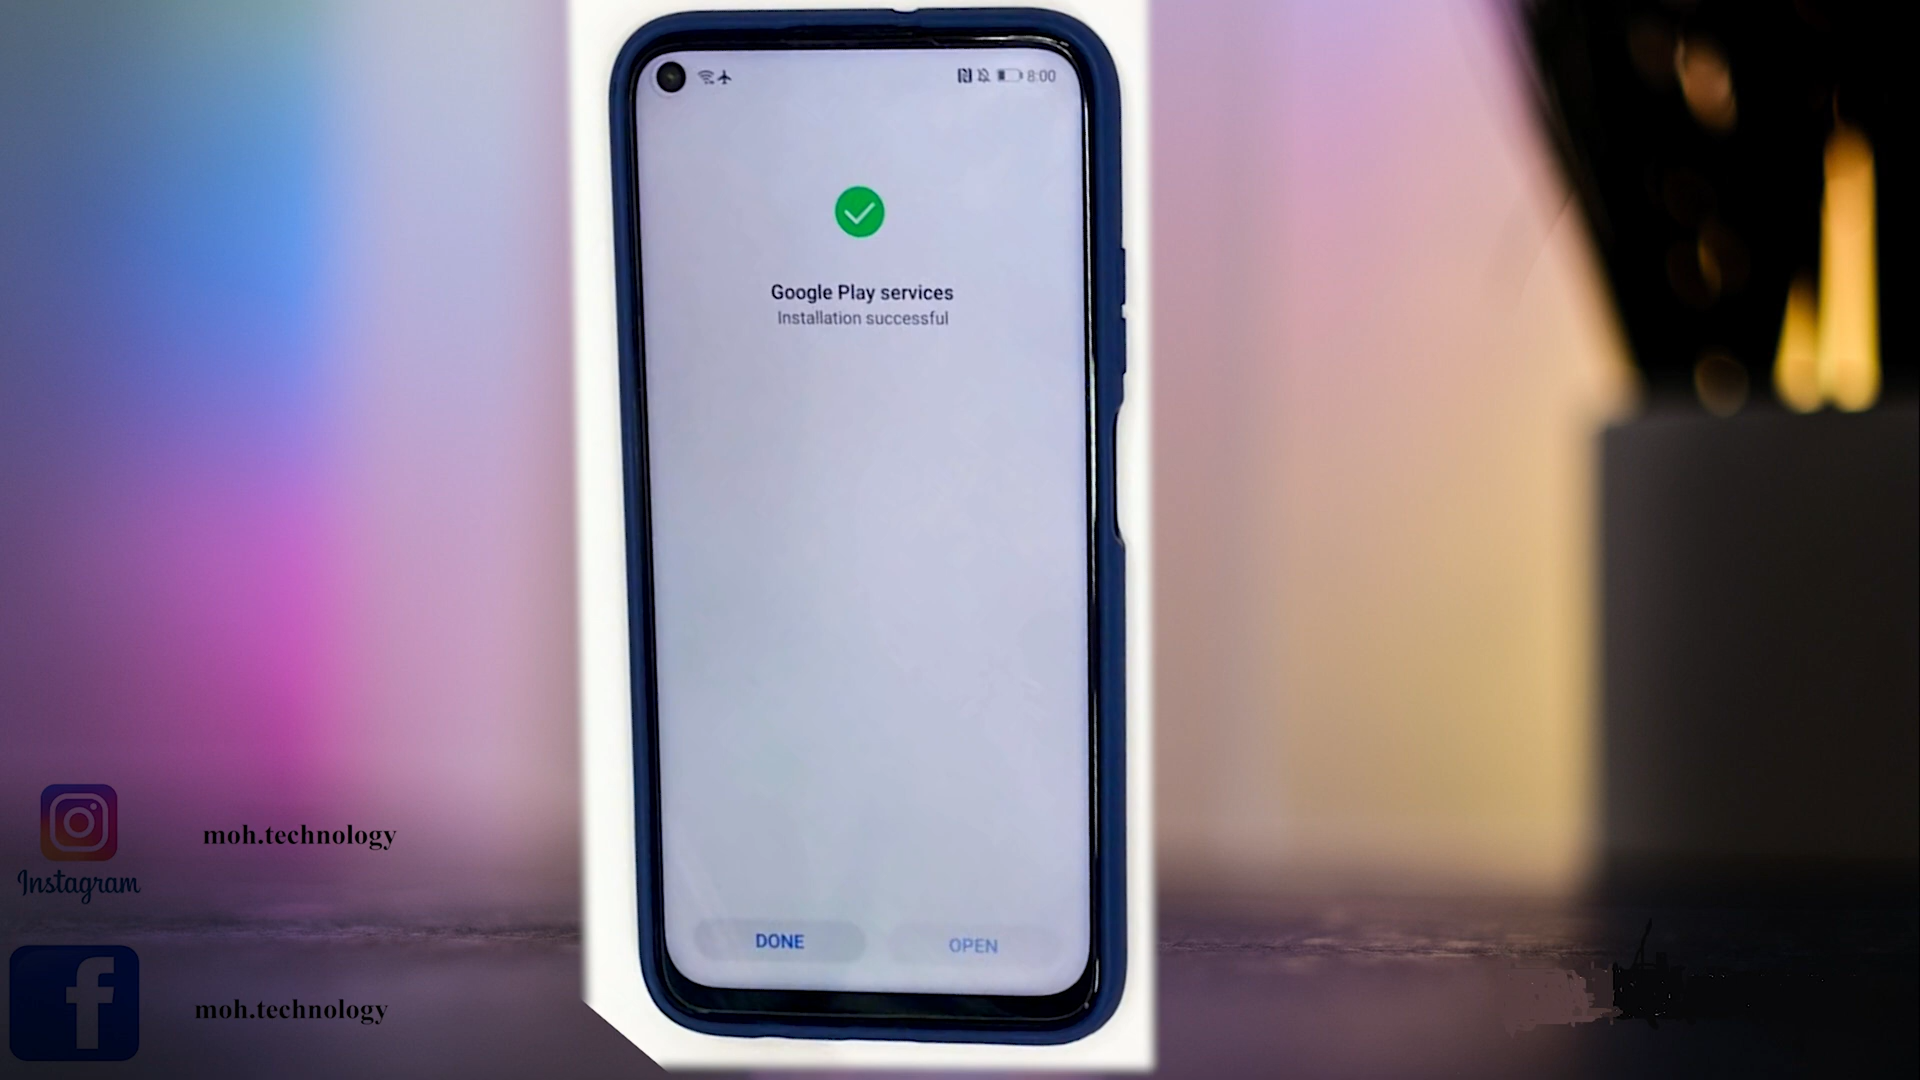 8:00
Google Play services
Installation successful
DONE
OPEN
Instagram
moh.technology
f
moh.technology